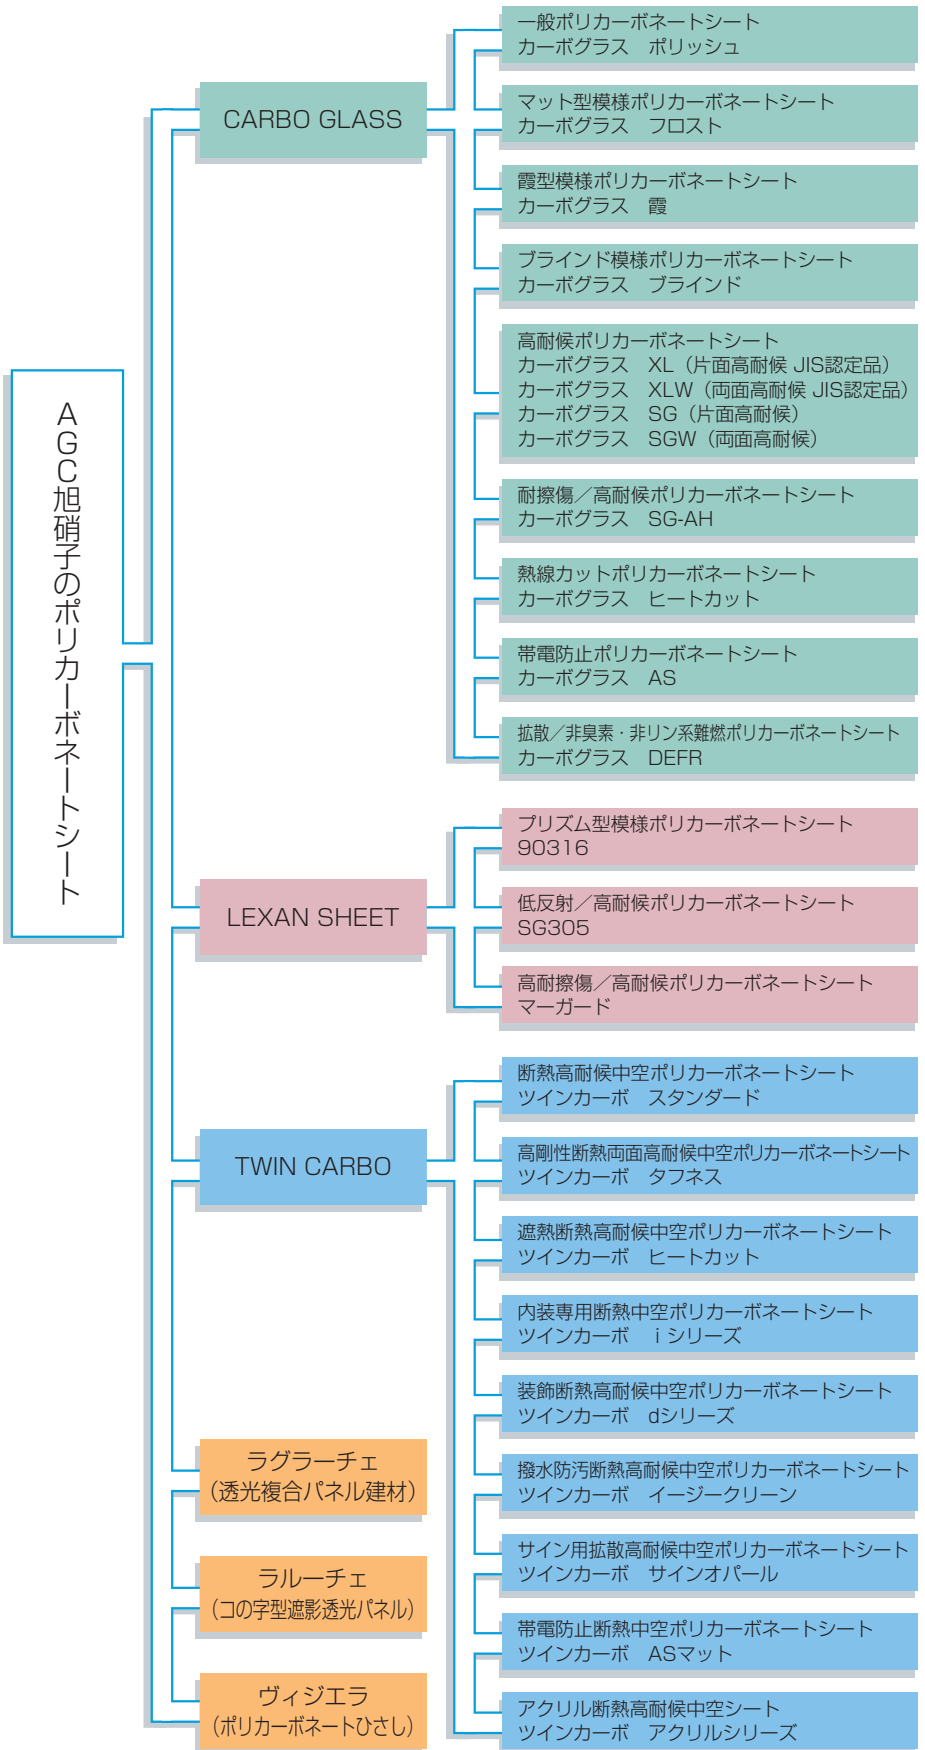 AGC旭硝子のポリカーボネートシート
CARBO GLASS
一般ポリカーボネートシート
カーボグラス　ポリッシュ
マット型模様ポリカーボネートシート
カーボグラス　フロスト
霞型模様ポリカーボネートシート
カーボグラス　霞
ブラインド模様ポリカーボネートシート
カーボグラス　ブラインド
高耐候ポリカーボネートシート
カーボグラス　XL（片面高耐候 JIS認定品）
カーボグラス　XLW（両面高耐候 JIS認定品）
カーボグラス　SG（片面高耐候）
カーボグラス　SGW（両面高耐候）
耐擦傷／高耐候ポリカーボネートシート
カーボグラス　SG-AH
熱線カットポリカーボネートシート
カーボグラス　ヒートカット
帯電防止ポリカーボネートシート
カーボグラス　AS
拡散／非臭素・非リン系難燃ポリカーボネートシート
カーボグラス　DEFR
LEXAN SHEET
プリズム型模様ポリカーボネートシート
90316
低反射／高耐候ポリカーボネートシート
SG305
高耐擦傷／高耐候ポリカーボネートシート
マーガード
TWIN CARBO
断熱高耐候中空ポリカーボネートシート
ツインカーボ　スタンダード
高剛性断熱両面高耐候中空ポリカーボネートシート
ツインカーボ　タフネス
遮熱断熱高耐候中空ポリカーボネートシート
ツインカーボ　ヒートカット
内装専用断熱中空ポリカーボネートシート
ツインカーボ　iシリーズ
装飾断熱高耐候中空ポリカーボネートシート
ツインカーボ　dシリーズ
撥水防汚断熱高耐候中空ポリカーボネートシート
ツインカーボ　イージークリーン
サイン用拡散高耐候中空ポリカーボネートシート
ツインカーボ　サインオパール
帯電防止断熱中空ポリカーボネートシート
ツインカーボ　ASマット
アクリル断熱高耐候中空シート
ツインカーボ　アクリルシリーズ
ラグラーチェ
（透光複合パネル建材）
ラルーチェ
（コの字型遮影透光パネル）
ヴィジエラ
（ポリカーボネートひさし）